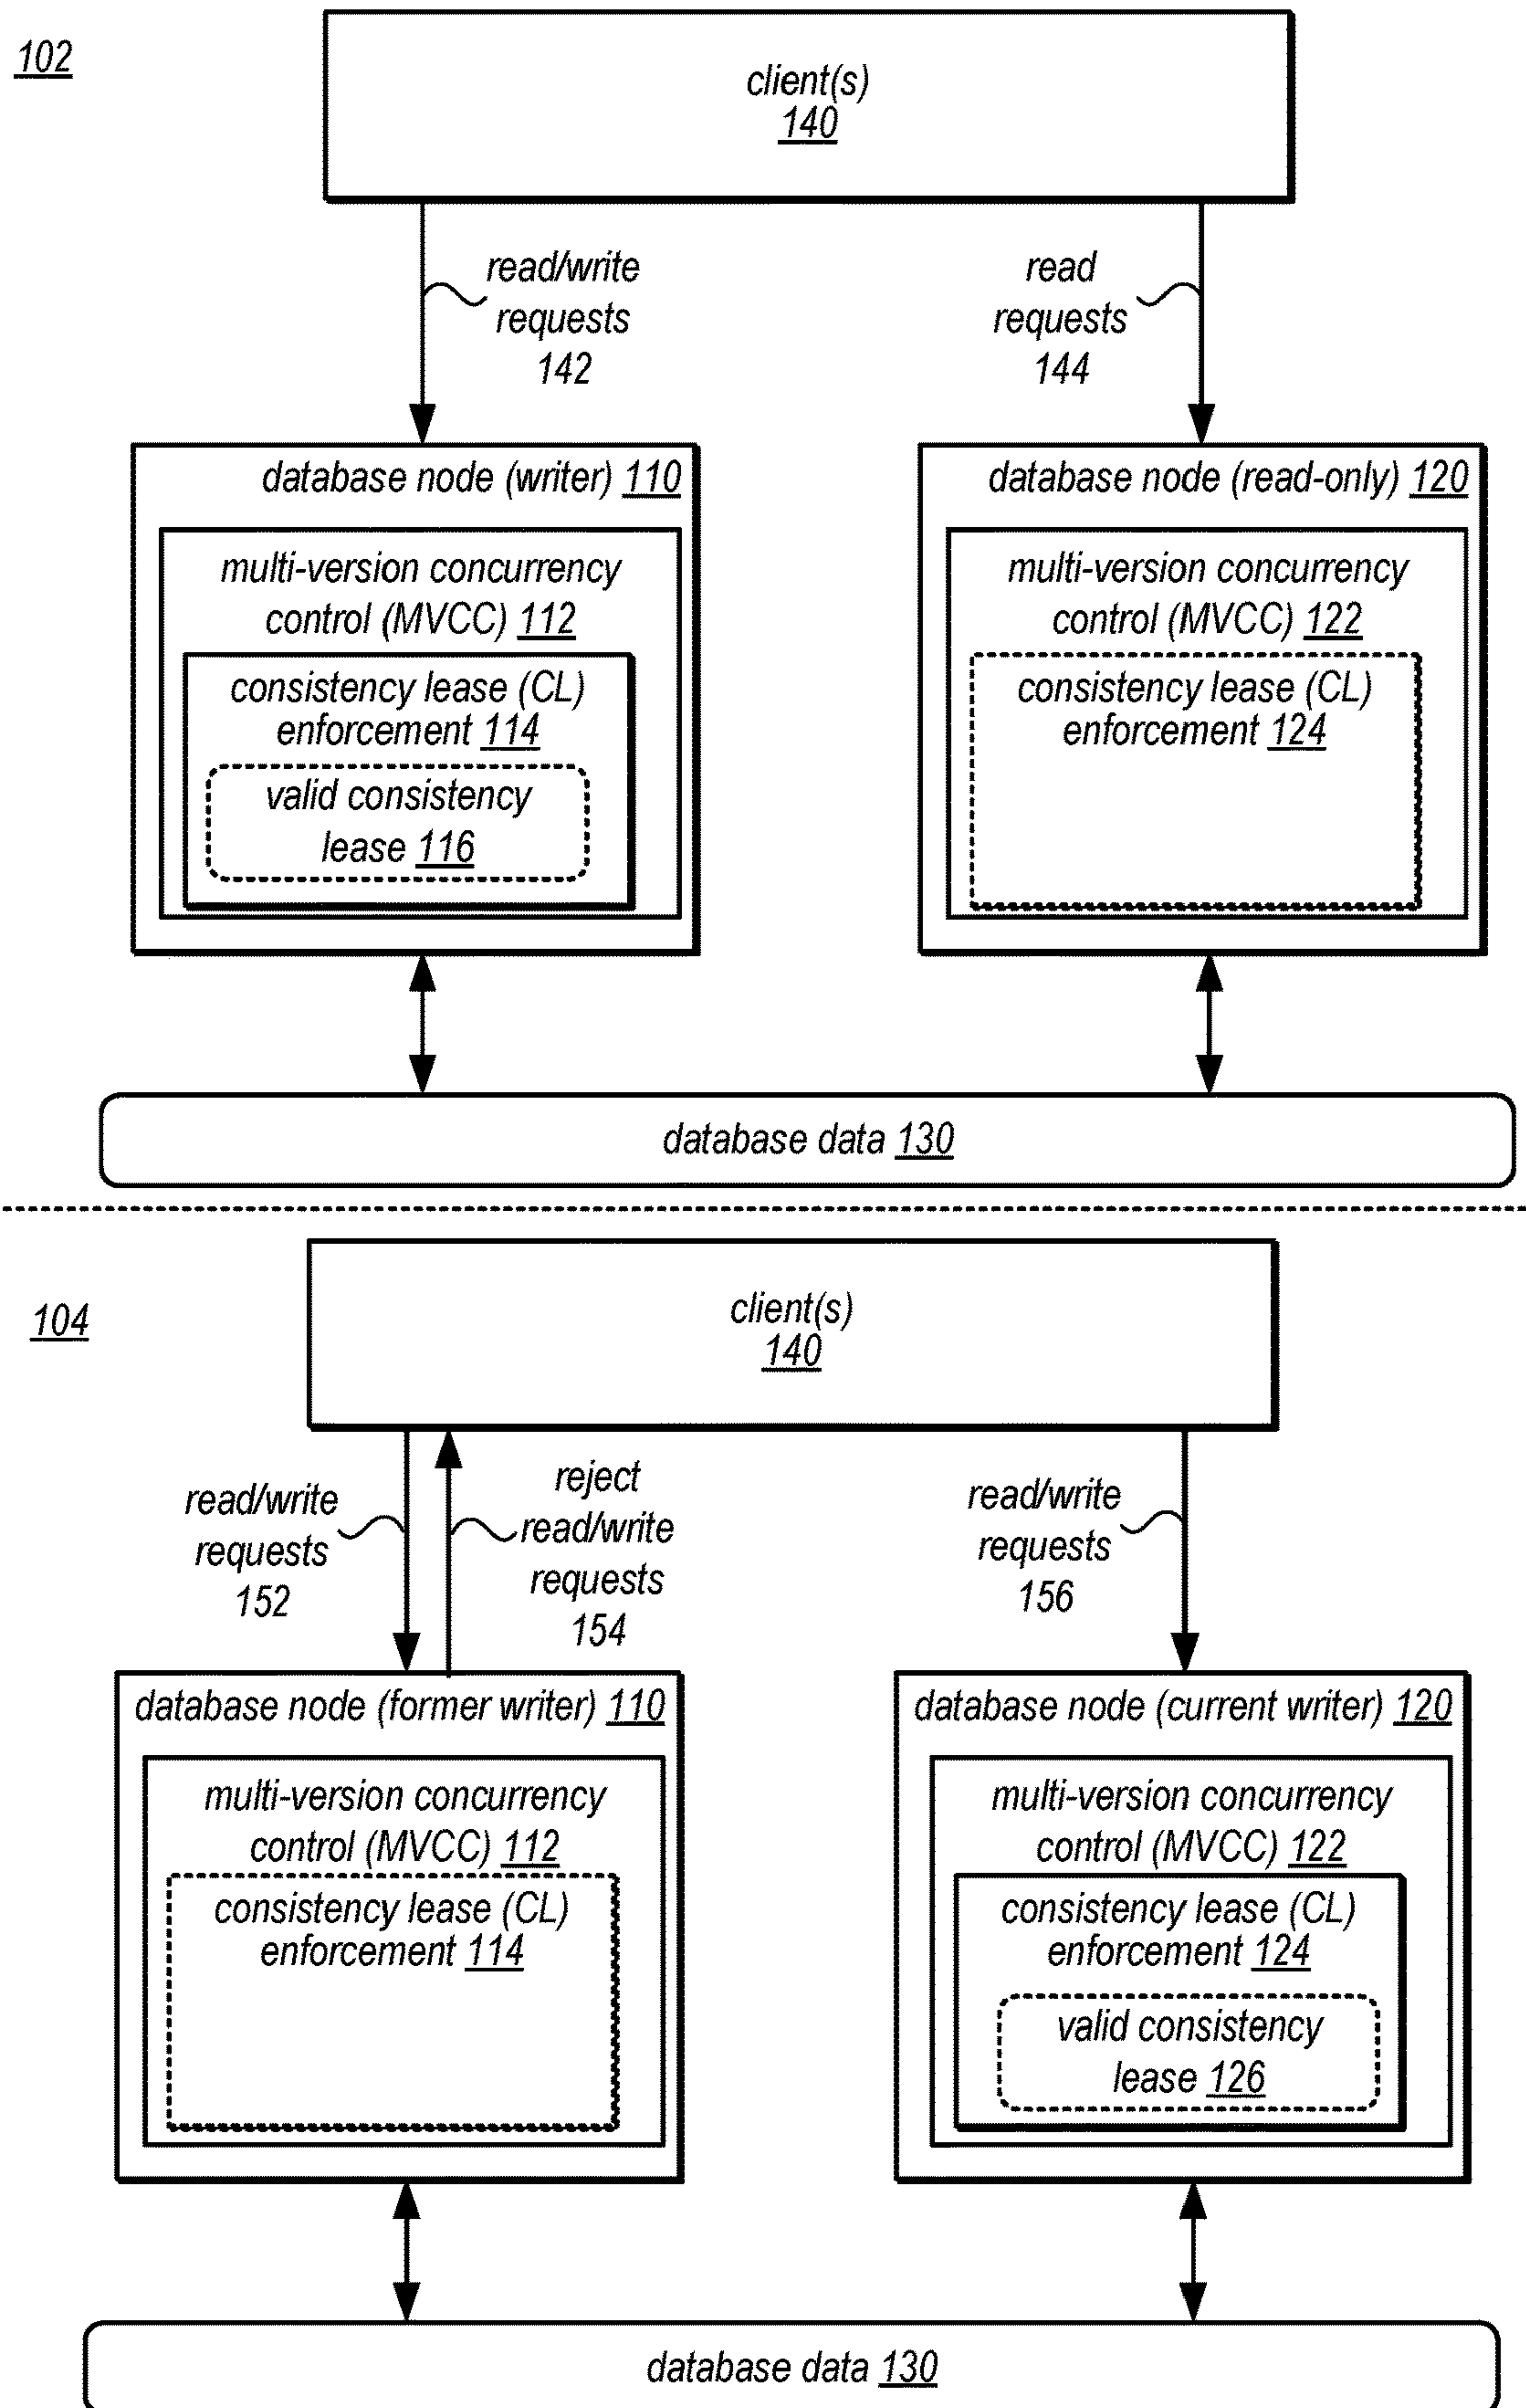 102
client(s)
140
read/write
requests
142
read
requests
144
database node (writer) 110
multi-version concurrency
control (MVCC) 112
consistency lease (CL)
enforcement 114
valid consistency
lease 116
database node (read-only) 120
multi-version concurrency
control (MVCC) 122
consistency lease (CL)
enforcement 124
database data 130
104
client(s)
140
read/write
requests
152
reject
read/write
requests
154
read/write
requests
156
database node (former writer) 110
multi-version concurrency
control (MVCC) 112
consistency lease (CL)
enforcement 114
database node (current writer) 120
multi-version concurrency
control (MVCC) 122
consistency lease (CL)
enforcement 124
valid consistency
lease 126
database data 130